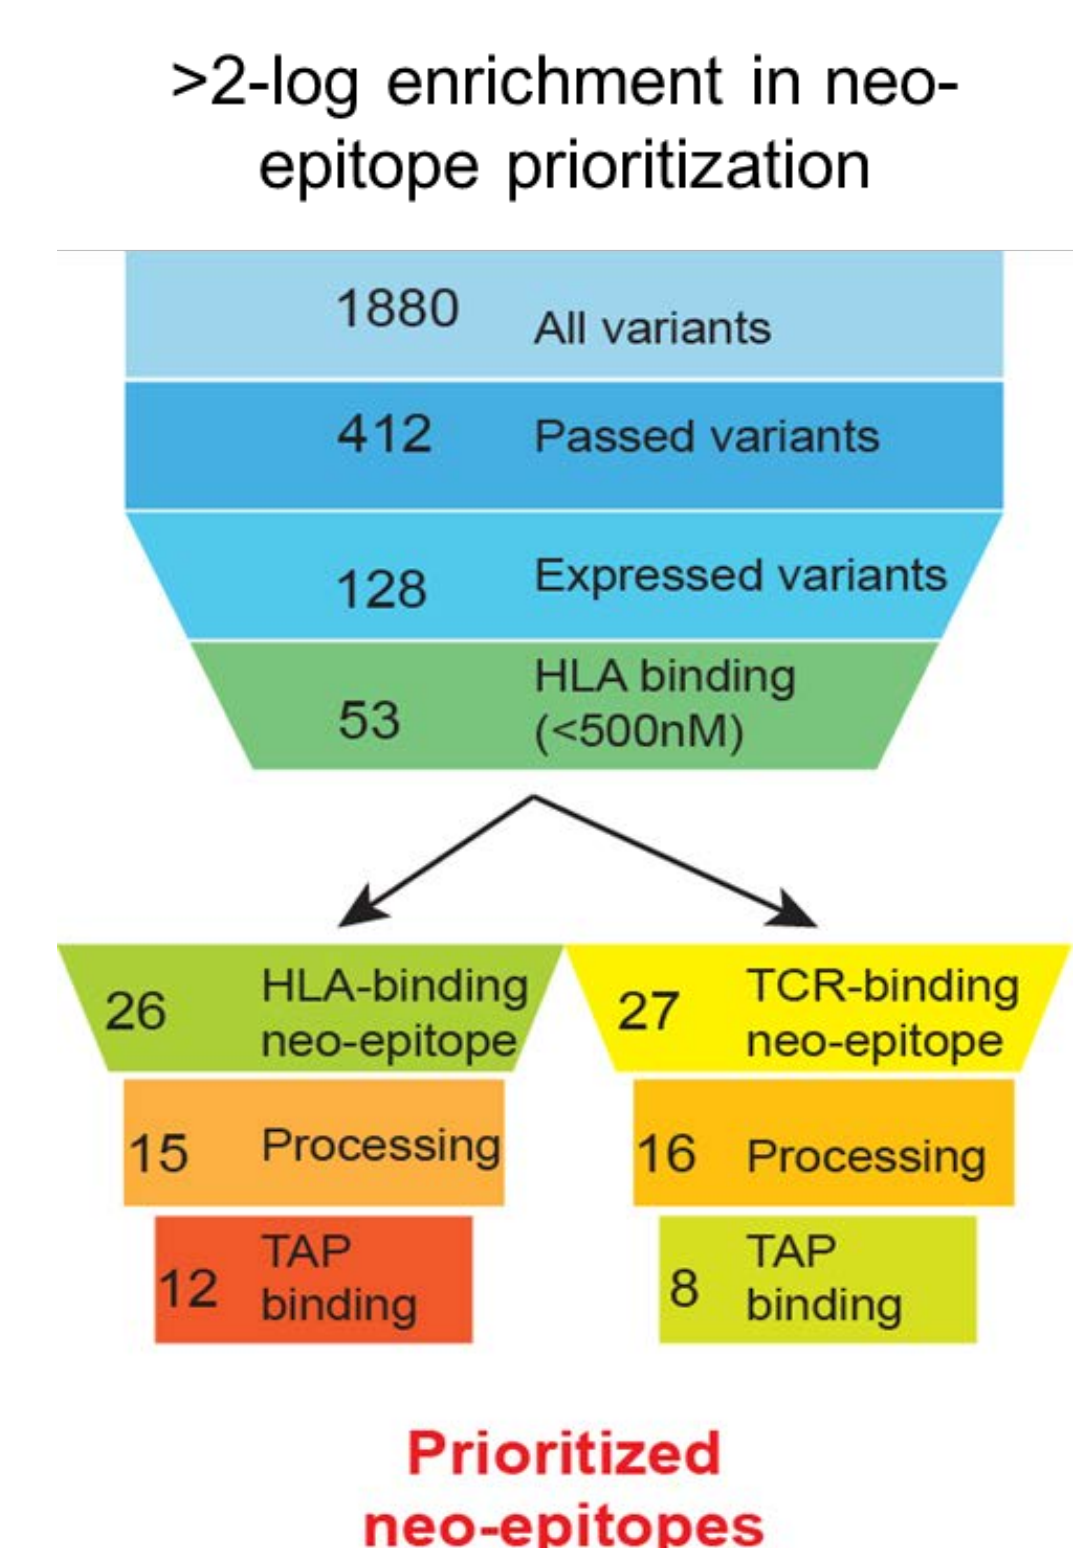 >2-log enrichment in neo-
epitope prioritization
1880 All variants
412 Passed variants
128 Expressed variants
53 HLA binding
(<500nM)
26 HLA-binding
neo-epitope
27 TCR-binding
neo-epitope
15 Processing
16 Processing
12 TAP
binding
8 TAP
binding
Prioritized
neo-epitopes